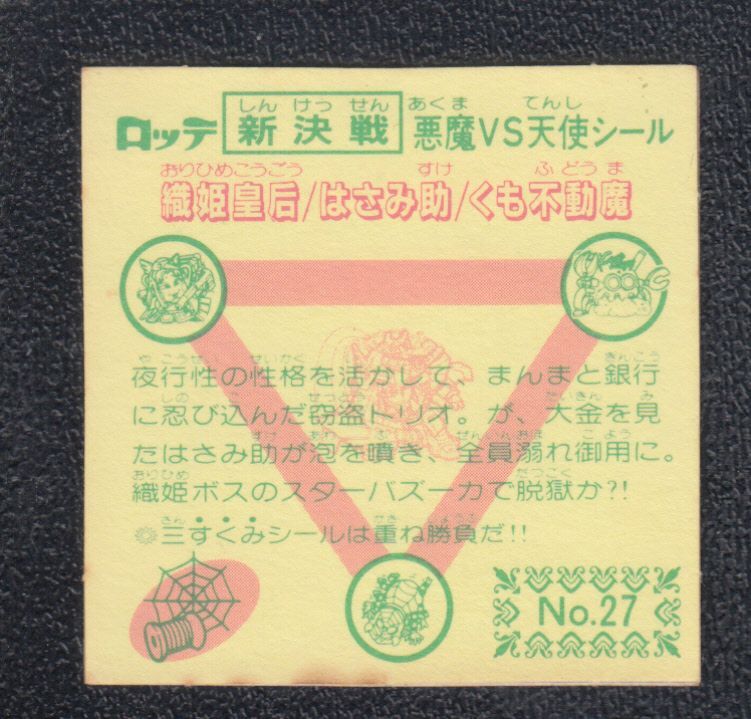 しん けっ せん あくま てんし
ロッテ 新決戦 悪魔VS天使シール
おりひめこうごう すけ ふどうま
織姫皇后/はさみ助/くも不動魔
夜行性の性格を活かして、まんまと銀行
に忍び込んだ窃盗トリオ。が、大金を見
たはさみ助が泡を噴き、全員溺れ御用に。
織姫ボスのスターバズーカで脱獄か?!
※三すくみシールは重ね勝負だ!!
No.27